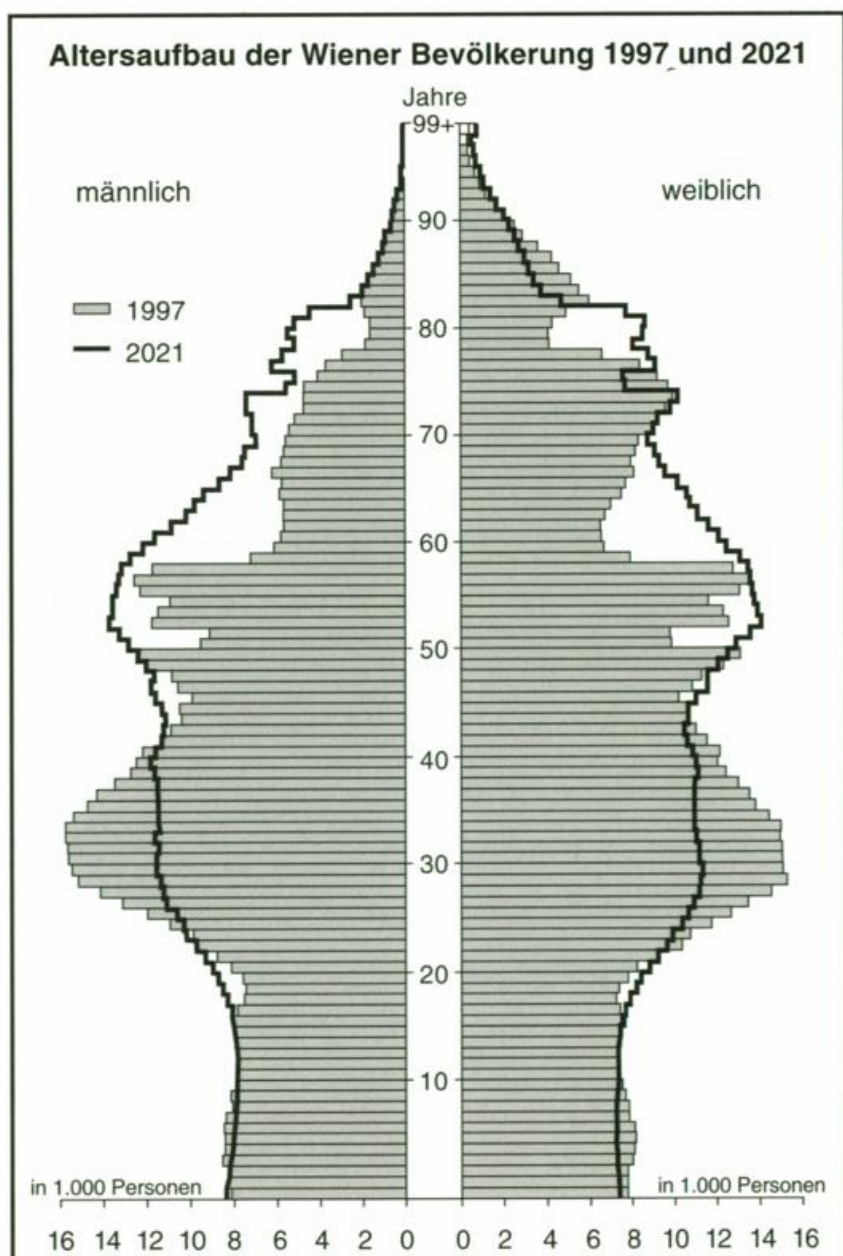 Altersaufbau der Wiener Bevölkerung 1997 und 2021
Jahre
99+
männlich
weiblich
90
1997
80
2021
70
60
50
40
30
20
10
in 1.000 Personen
in 1.000 Personen
16 14 12 10 8 6 4 2 0 0 2 4 6 8 10 12 14 16